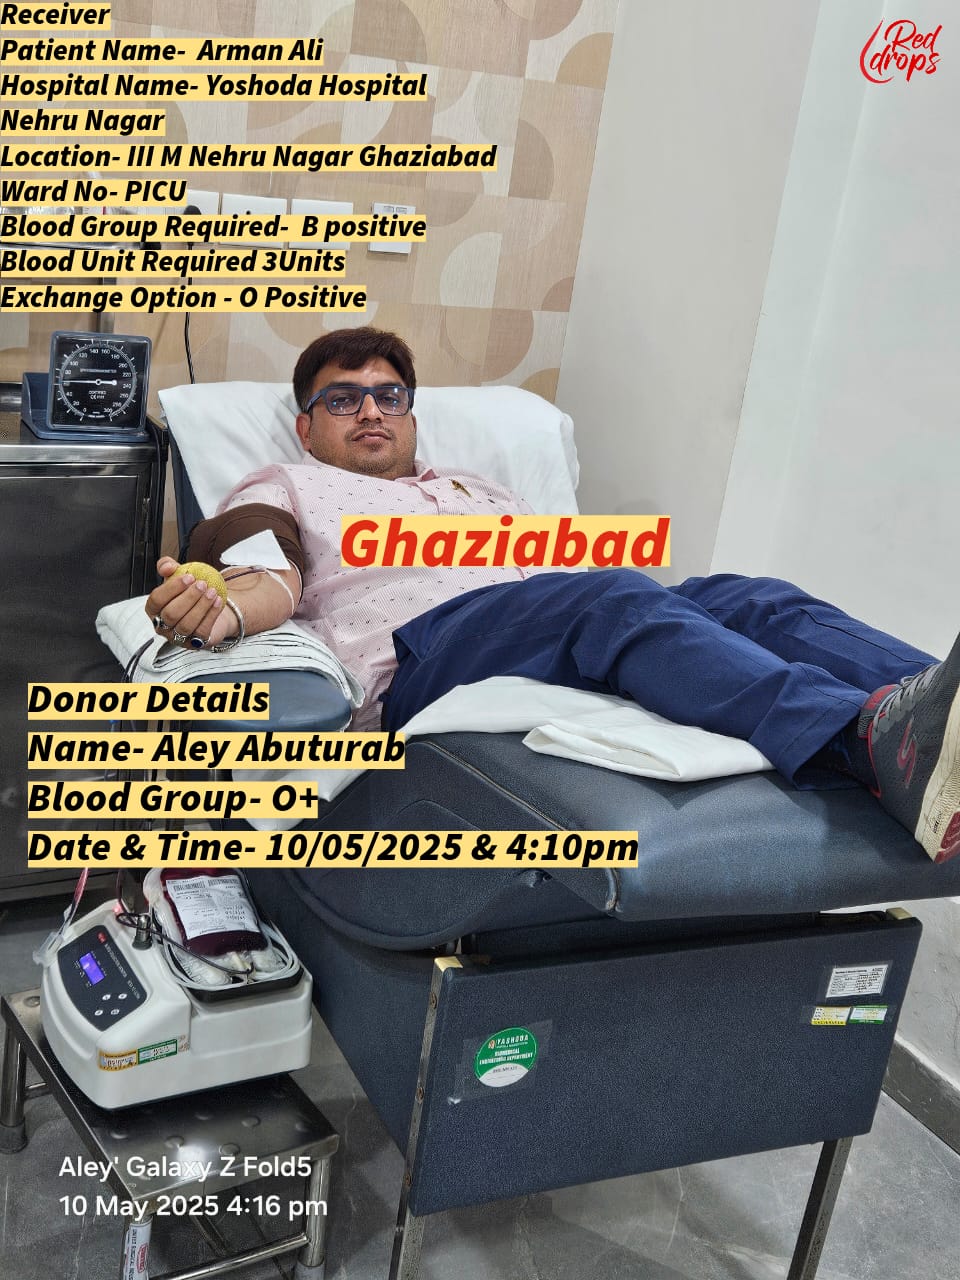 Receiver
Patient Name- Arman Ali
Hospital Name- Yoshoda Hospital
Nehru Nagar
Location- III M Nehru Nagar Ghaziabad
Ward No- PICU
Blood Group Required- B positive
Blood Unit Required 3Units
Exchange Option - O Positive
Red
drops
Ghaziabad
Donor Details
Name- Aley Abuturab
Blood Group- O+
Date & Time- 10/05/2025 & 4:10pm
YASHODA
BIOMEDICAL
ENGINEERING DEPARTMENT
Aley' Galaxy Z Fold5
10 May 2025 4:16 pm